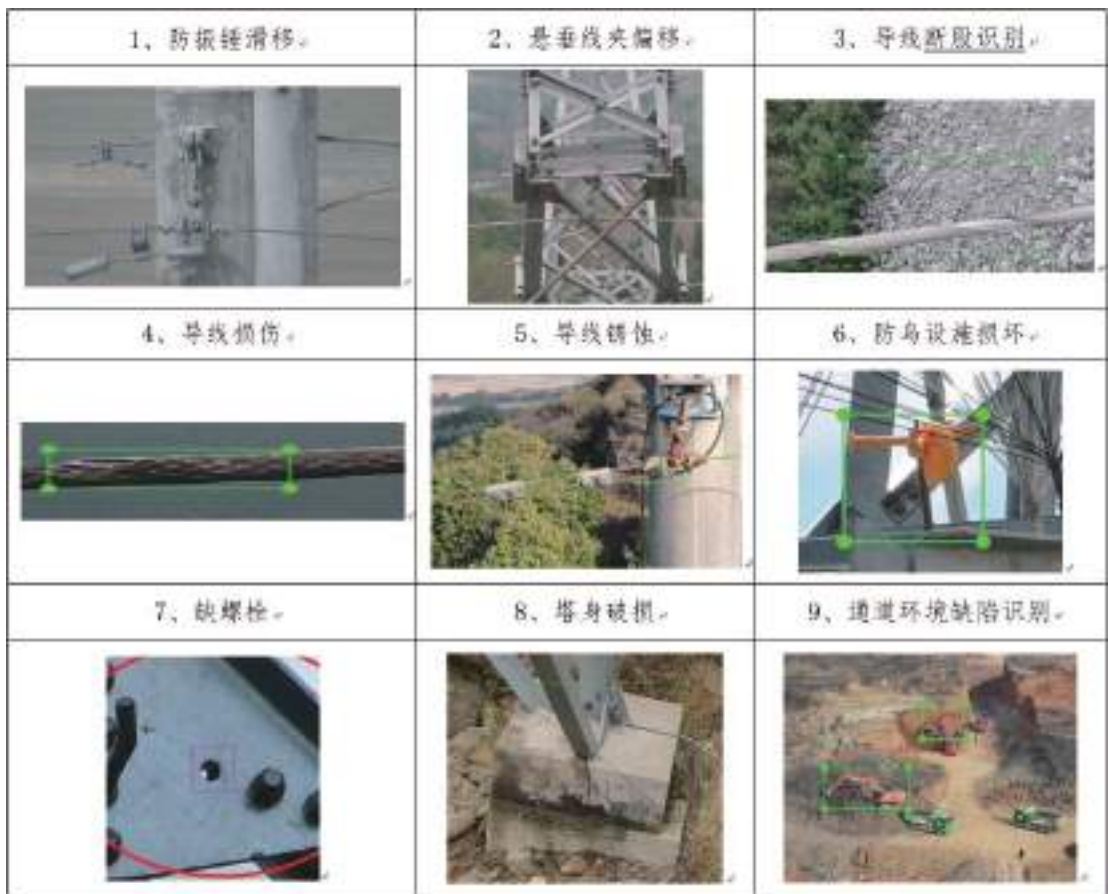 1、防振锤滑移
2、悬垂线夹偏移
3、导线断股识别
4、导线损伤
5、导线锈蚀
6、防鸟设施损坏
7、缺螺栓
8、塔身破损
9、通道环境缺陷识别